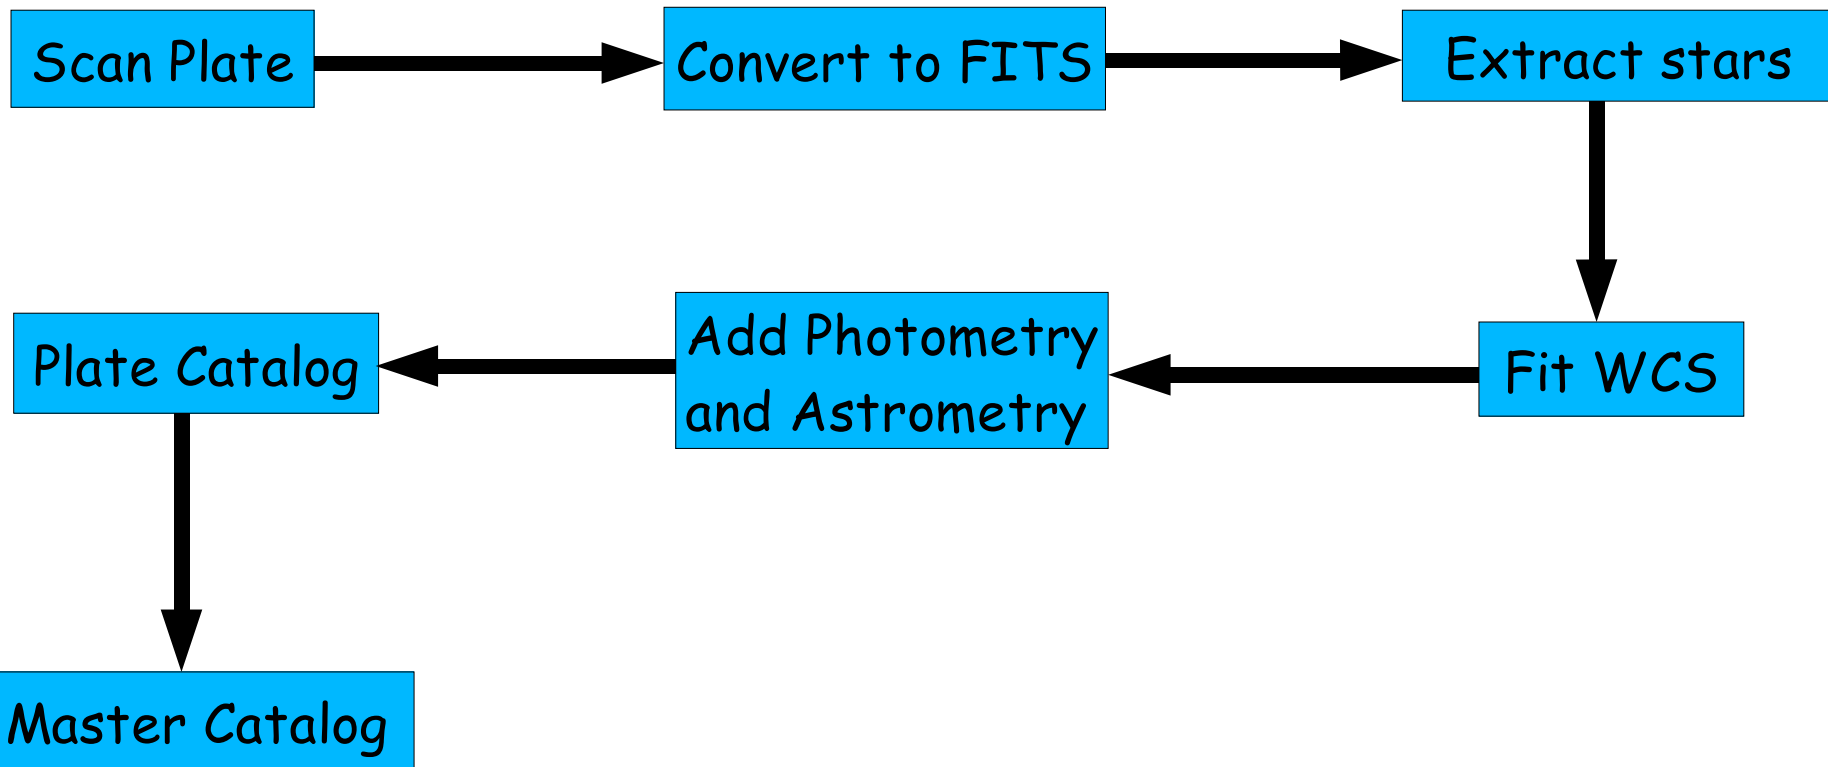 Scan Plate
Convert to FITS
Extract stars
Fit WCS
Add Photometry
and Astrometry
Plate Catalog
Master Catalog